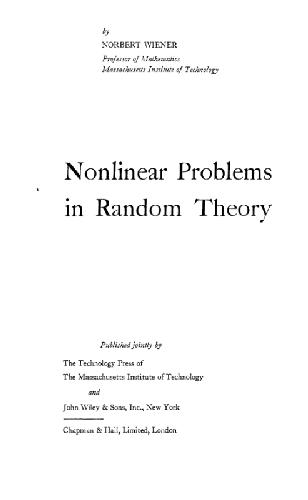 by
NORBERT WIENER
Professor of Mathematics
Massachusetts Institute of Technology
Nonlinear Problems
in Random Theory
Published jointly by
The Technology Press of
The Massachusetts Institute of Technology
and
John Wiley & Sons, Inc., New York
Chapman & Hall, Limited, London